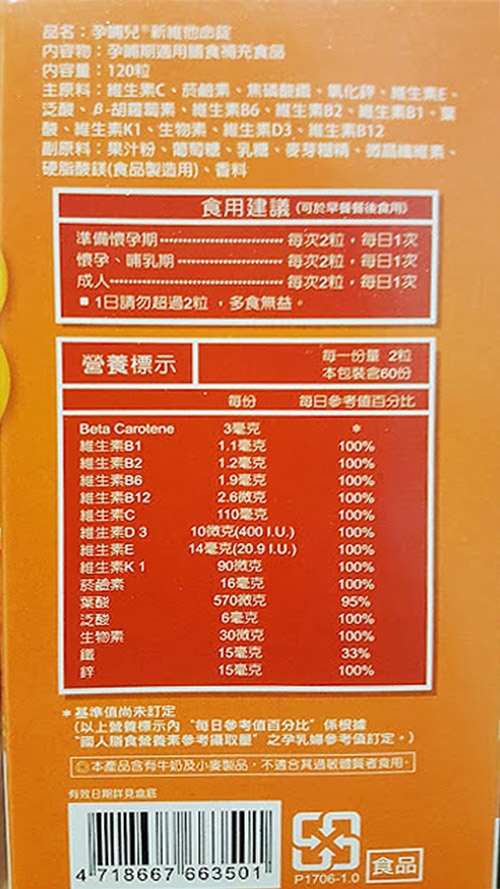 品名：孕哺兒®新維他命錠
內容物：孕哺期適用膳食補充食品
內容量：120粒
主原料：維生素C、菸鹼素、焦磷酸鐵、氧化鋅、維生素E、
泛酸、β-胡蘿蔔素、維生素B6、維生素B2、維生素B1、葉
酸、維生素K1、生物素、維生素D3、維生素B12
副原料：果汁粉、葡萄糖、乳糖、麥芽糊精、微晶纖維素、
硬脂酸鎂(食品製造用)、香料
食用建議 (可於早餐餐後食用)
準備懷孕期 每次2粒，每日1次
懷孕、哺乳期 每次2粒，每日1次
成人 每次2粒，每日1次
■ 1日請勿超過2粒，多食無益。
營養標示
每一份量 2粒
本包裝含60份
每份 每日參考值百分比
Beta Carotene 3毫克 *
維生素B1 1.1毫克 100%
維生素B2 1.2毫克 100%
維生素B6 1.9毫克 100%
維生素B12 2.6微克 100%
維生素C 110毫克 100%
維生素D 3 10微克(400 I.U.) 100%
維生素E 14毫克(20.9 I.U.) 100%
維生素K 1 90微克 100%
菸鹼素 16毫克 100%
葉酸 570微克 95%
泛酸 6毫克 100%
生物素 30微克 100%
鐵 15毫克 33%
鋅 15毫克 100%
*基準值尚未訂定
(以上營養標示內"每日參考值百分比"係根據
"國人膳食營養素參考攝取量"之孕乳婦參考值訂定。)
◎本產品含有牛奶及小麥製品，不適合其過敏體質者食用。
有效日期詳見盒底
4 718667 663501
P1706-1.0
食品